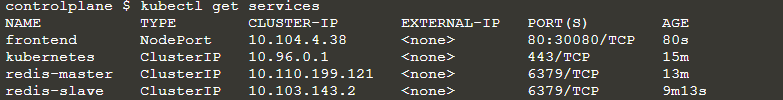 controlplane $ kubectl get services
NAME TYPE CLUSTER-IP EXTERNAL-IP PORT(S) AGE
frontend NodePort 10.104.4.38 <none> 80:30080/TCP 80s
kubernetes ClusterIP 10.96.0.1 <none> 443/TCP 15m
redis-master ClusterIP 10.110.199.121 <none> 6379/TCP 13m
redis-slave ClusterIP 10.103.143.2 <none> 6379/TCP 9m13s